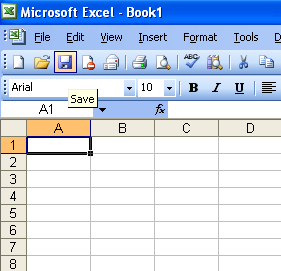 Microsoft Excel - Book1
File Edit View Insert Format Tools
ABC
Arial 10 B I U
Save
A1 fx
A B C D
1
2
3
4
5
6
7
8